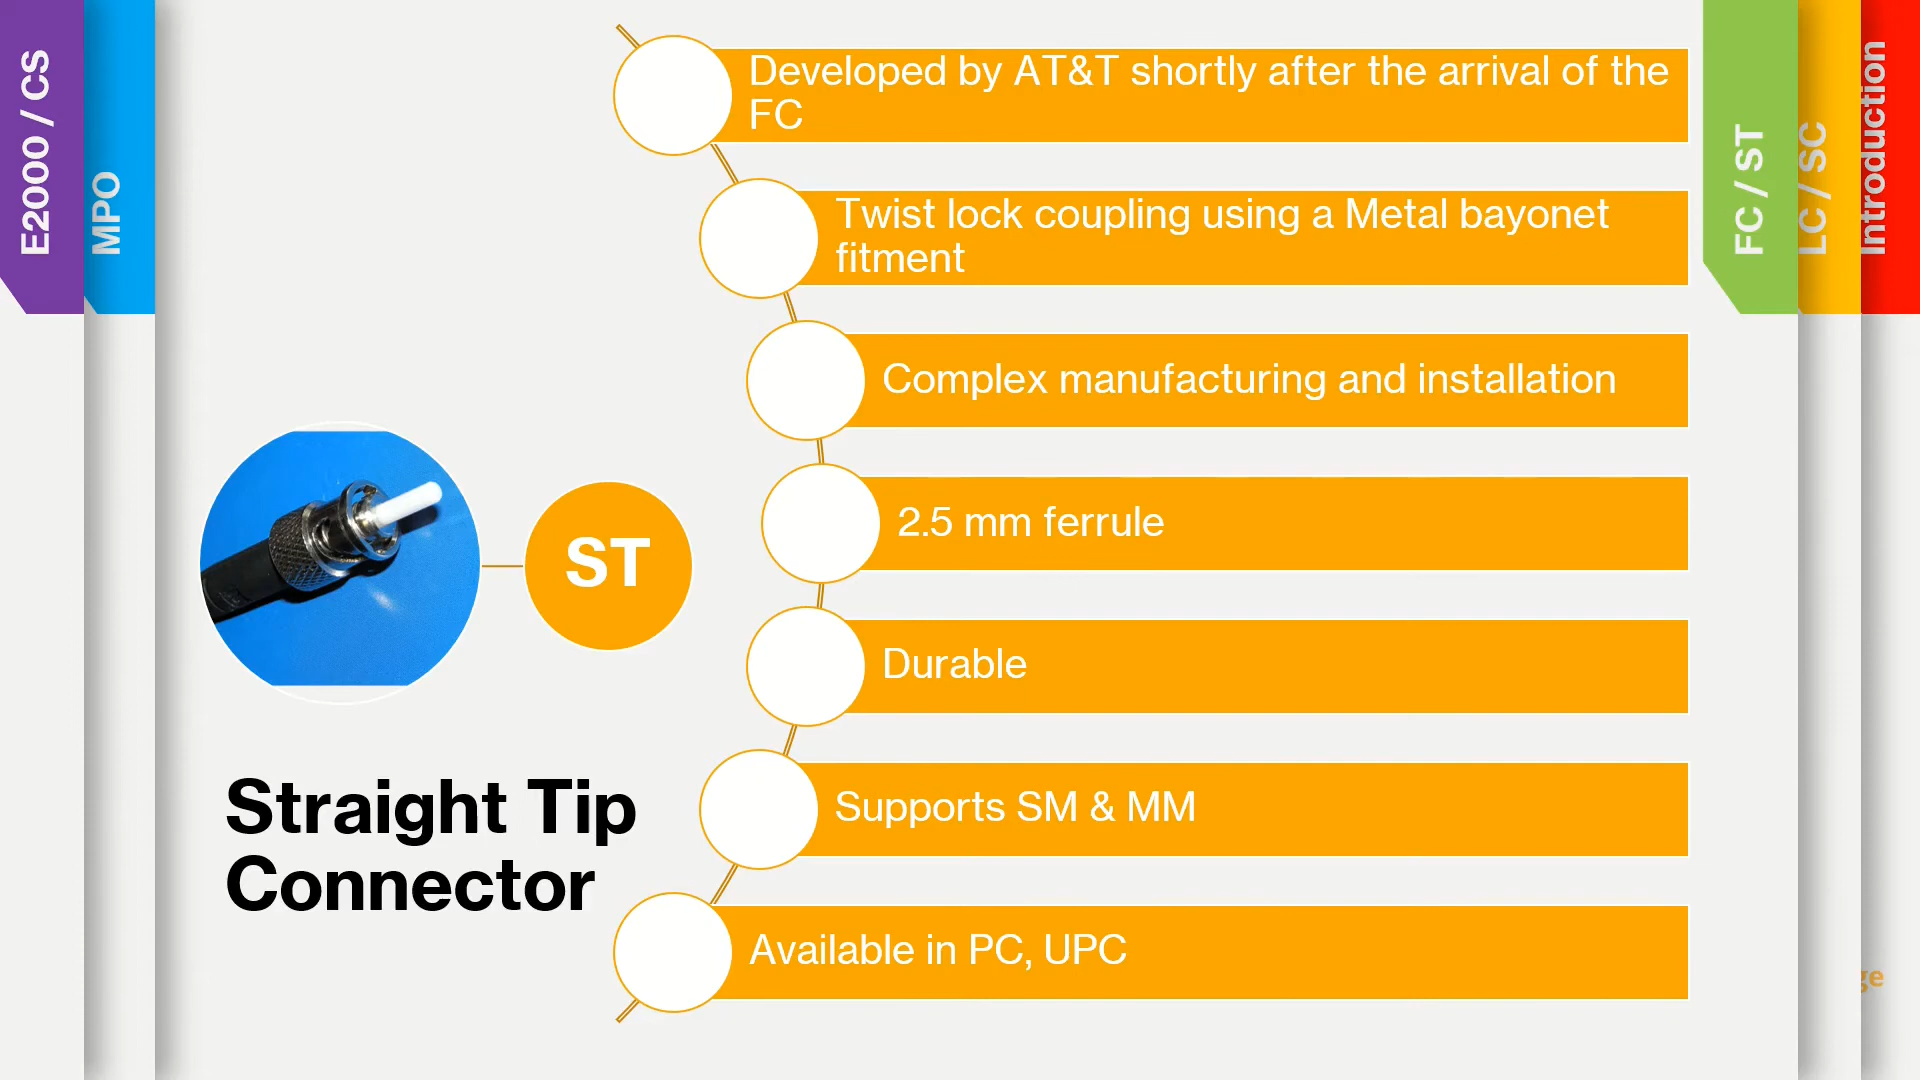 E2000 / CS
MPO
Developed by AT&T shortly after the arrival of the
FC
Twist lock coupling using a Metal bayonet
fitment
Complex manufacturing and installation
2.5 mm ferrule
Durable
Supports SM & MM
Available in PC, UPC
ST
Straight Tip
Connector
FC / ST
LC / SC
Introduction